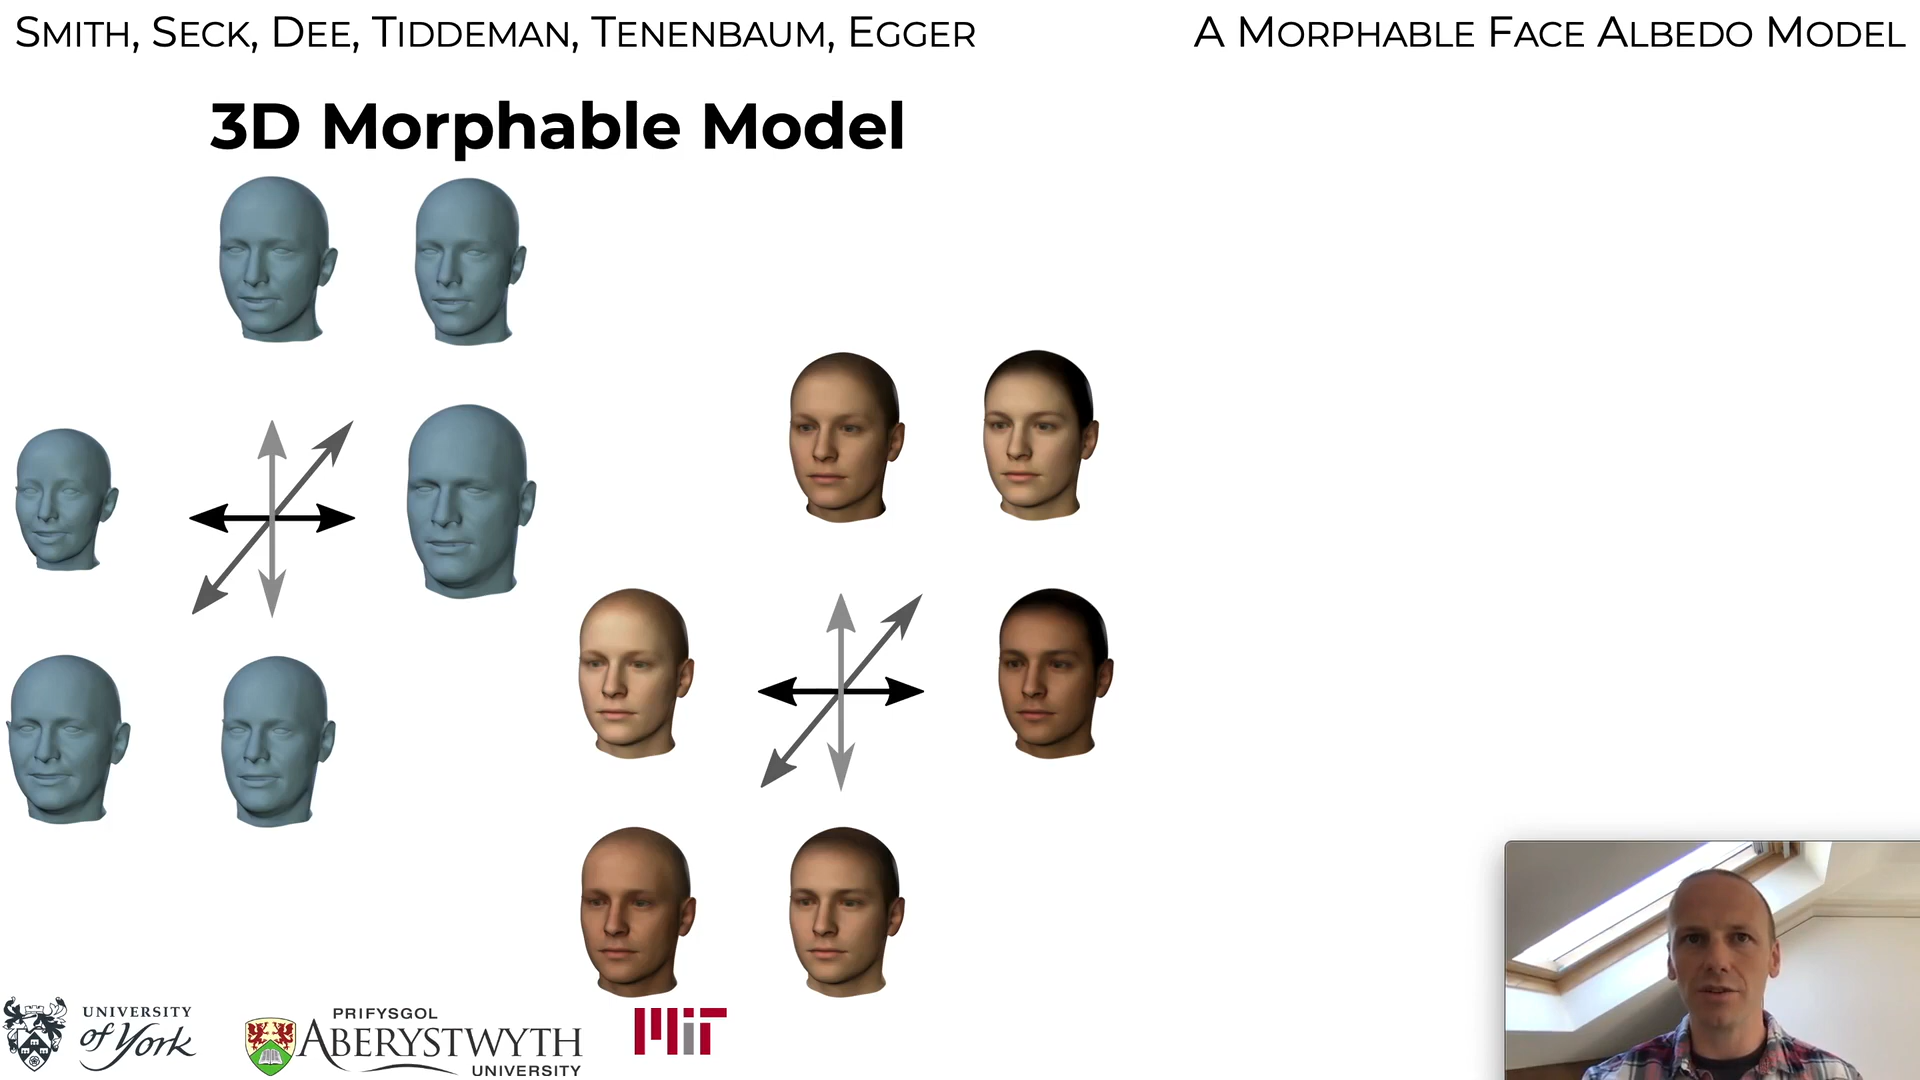 SMITH, SECK, DEE, TIDDEMAN, TENENBAUM, EGGER
A MORPHABLE FACE ALBEDO MODEL
3D Morphable Model
UNIVERSITY
of York
PRIFYSGOL
ABERYSTWYTH
UNIVERSITY
MIT